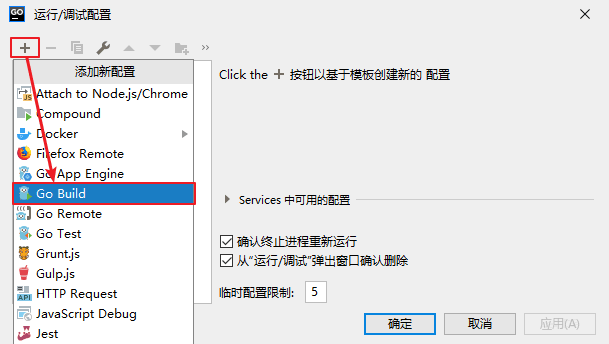 GO 运行/调试配置
添加新配置
Attach to Node.js/Chrome
Compound
Docker
Firefox Remote
Go App Engine
Go Build
Go Remote
Go Test
Grunt.js
Gulp.js
API HTTP Request
JavaScript Debug
Jest
Click the + 按钮以基于模板创建新的 配置
Services 中可用的配置
确认终止进程重新运行
从“运行/调试”弹出窗口确认删除
临时配置限制: 5
确定 取消 应用(A)